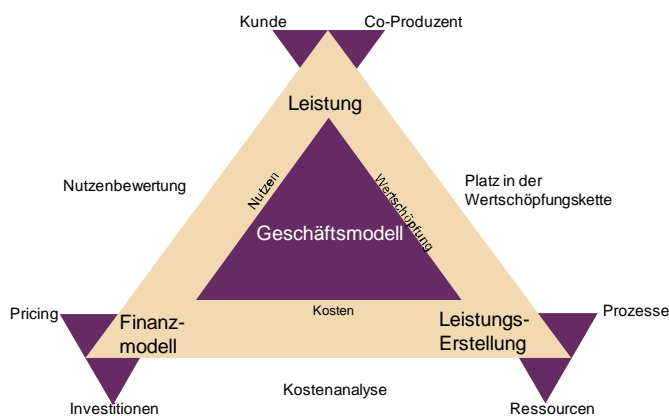 Kunde
Co-Produzent
Leistung
Nutzenbewertung
Nutzen
Wertschöpfung
Platz in der
Wertschöpfungskette
Geschäftsmodell
Pricing
Finanz-
modell
Kosten
Leistungs-
Erstellung
Prozesse
Investitionen
Kostenanalyse
Ressourcen